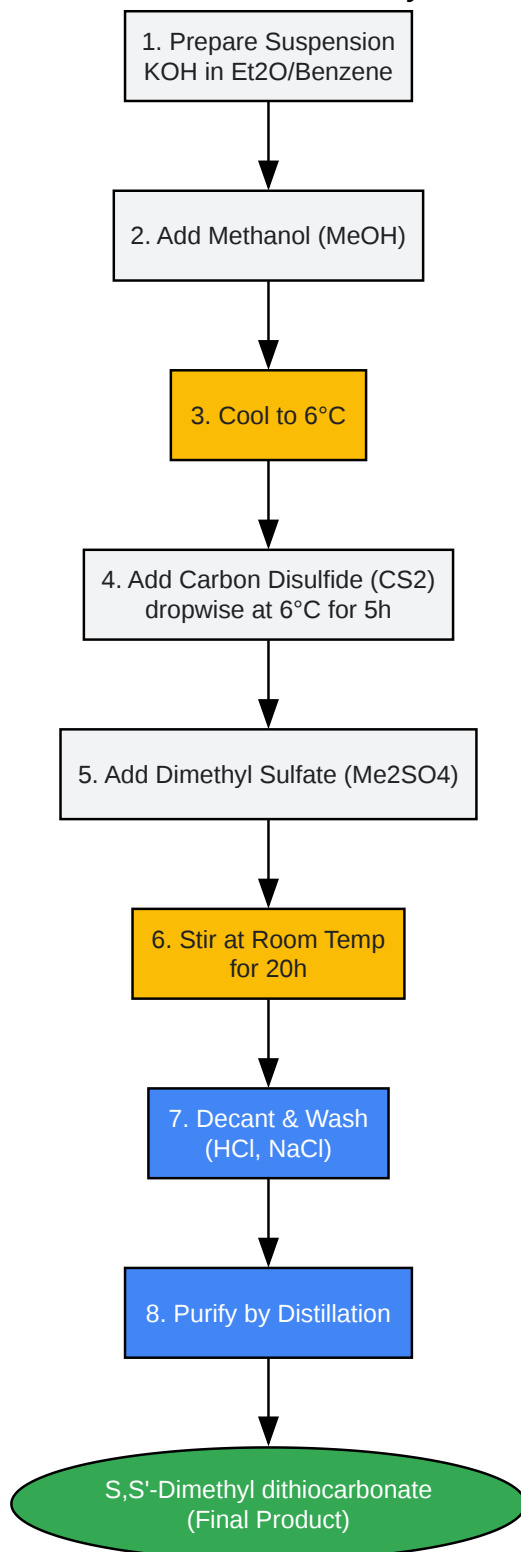 1. Prepare Suspension
KOH in Et2O/Benzene
2. Add Methanol (MeOH)
3. Cool to 6°C
4. Add Carbon Disulfide (CS2)
dropwise at 6°C for 5h
5. Add Dimethyl Sulfate (Me2SO4)
6. Stir at Room Temp
for 20h
7. Decant & Wash
(HCl, NaCl)
8. Purify by Distillation
S,S'-Dimethyl dithiocarbonate
(Final Product)